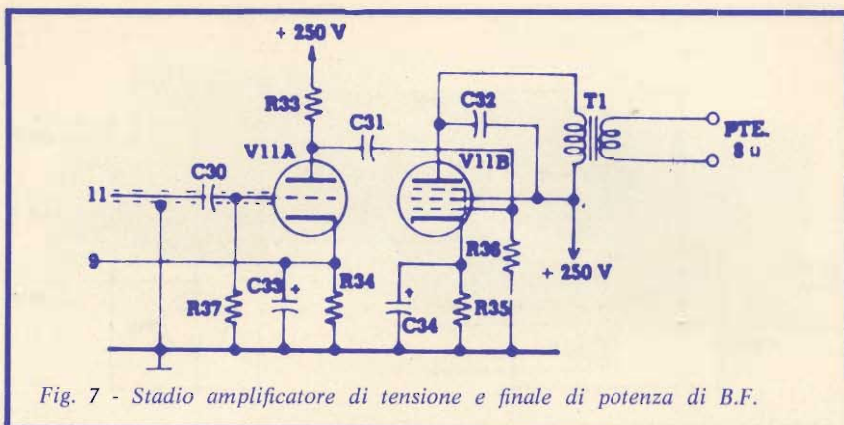 + 250 V
R33
C31
C32
T1
PTE.
8 Ω
V11A
V11B
C30
11
9
R36
+ 250 V
R37
C33
+
R34
+
C34
R35
Fig. 7 - Stadio amplificatore di tensione e finale di potenza di B.F.